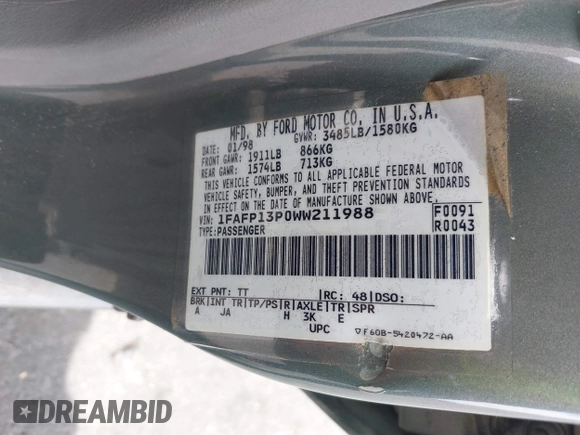 MFD. BY FORD MOTOR CO. IN U.S.A.
DATE: 01/98 GVWR: 3485LB/1580KG
FRONT GAWR: 1911LB 866KG
REAR GAWR: 1574LB 713KG
THIS VEHICLE CONFORMS TO ALL APPLICABLE FEDERAL MOTOR
VEHICLE SAFETY, BUMPER, AND THEFT PREVENTION STANDARDS
IN EFFECT ON THE DATE OF MANUFACTURE SHOWN ABOVE.
VIN: 1FAFP13P0WW211988 F0091
TYPE: PASSENGER R0043
EXT PNT: TT |RC: 48|DSO:
BRK|INT TR|TP/PS|R|AXLE|TR|SPR
A JA H 3K E
UPC ▽F60B-5420472-AA
DREAMBID